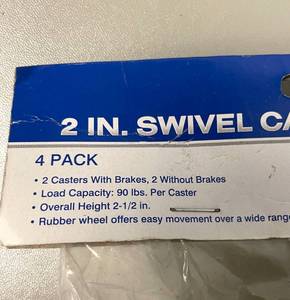 2 IN. SWIVEL CA
4 PACK
• 2 Casters With Brakes, 2 Without Brakes
• Load Capacity: 90 lbs. Per Caster
• Overall Height 2-1/2 in.
• Rubber wheel offers easy movement over a wide range